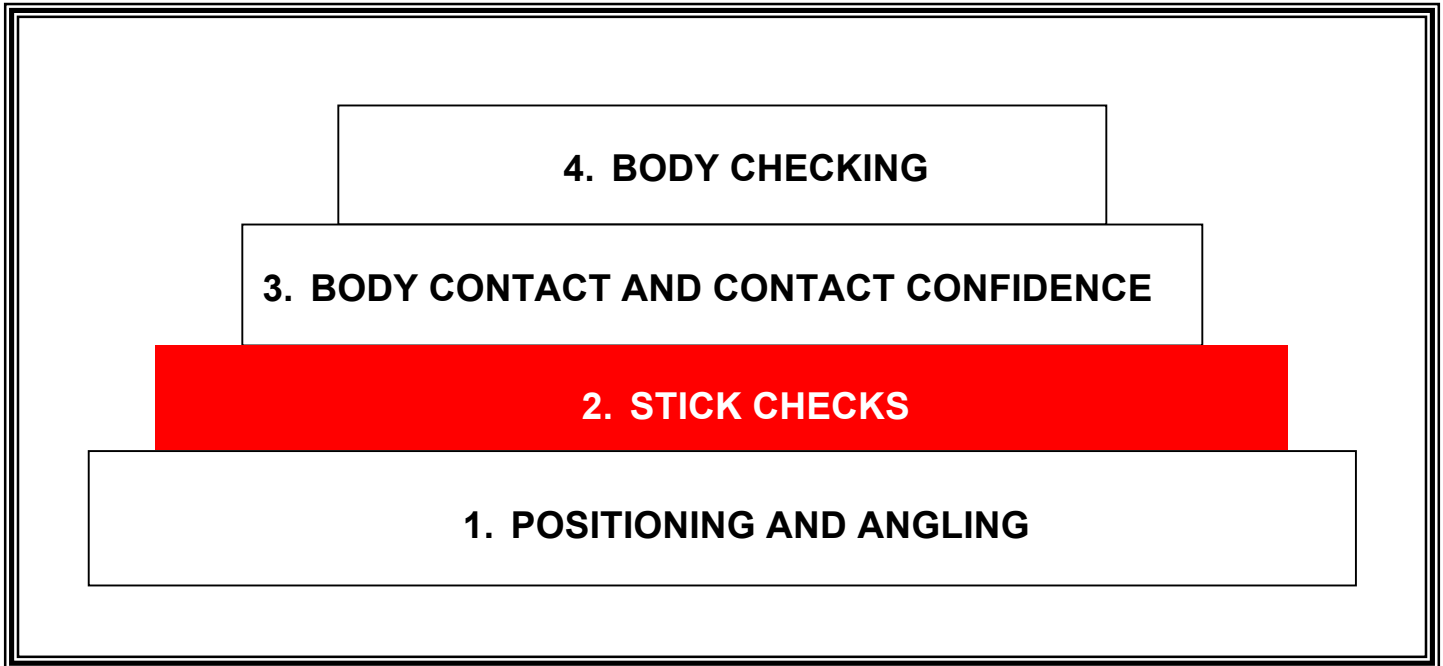 4. BODY CHECKING
3. BODY CONTACT AND CONTACT CONFIDENCE
2. STICK CHECKS
1. POSITIONING AND ANGLING